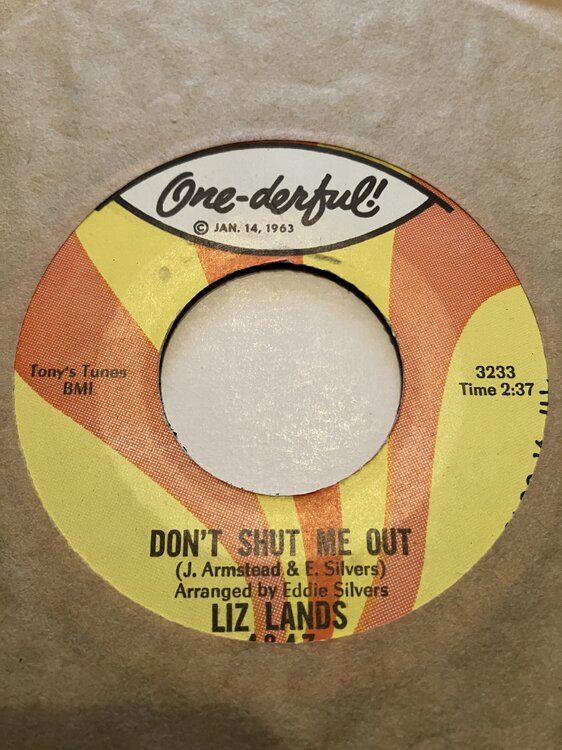 One-derful!
© JAN. 14, 1963
Tony's Tunes
BMI
3233
Time 2:37
DON'T SHUT ME OUT
(J. Armstead & E. Silvers)
Arranged by Eddie Silvers
LIZ LANDS